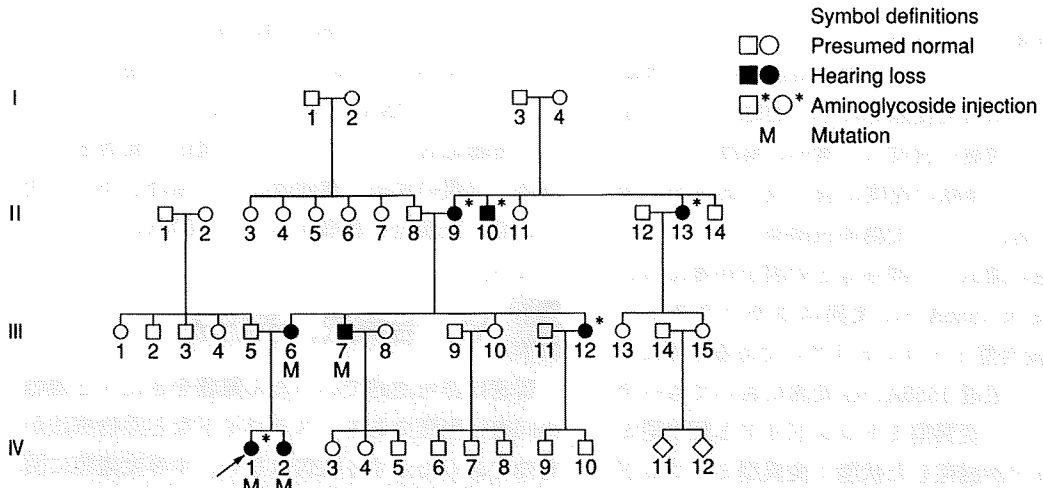 Symbol definitions
Presumed normal
Hearing loss
* * Aminoglycoside injection
M Mutation
I
1 2 3 4
II
* * *
1 2 3 4 5 6 7 8 9 10 11 12 13 14
III
*
1 2 3 4 5 6 7 8 9 10 11 12 13 14 15
M M
IV
*
1 2 3 4 5 6 7 8 9 10 11 12
M M